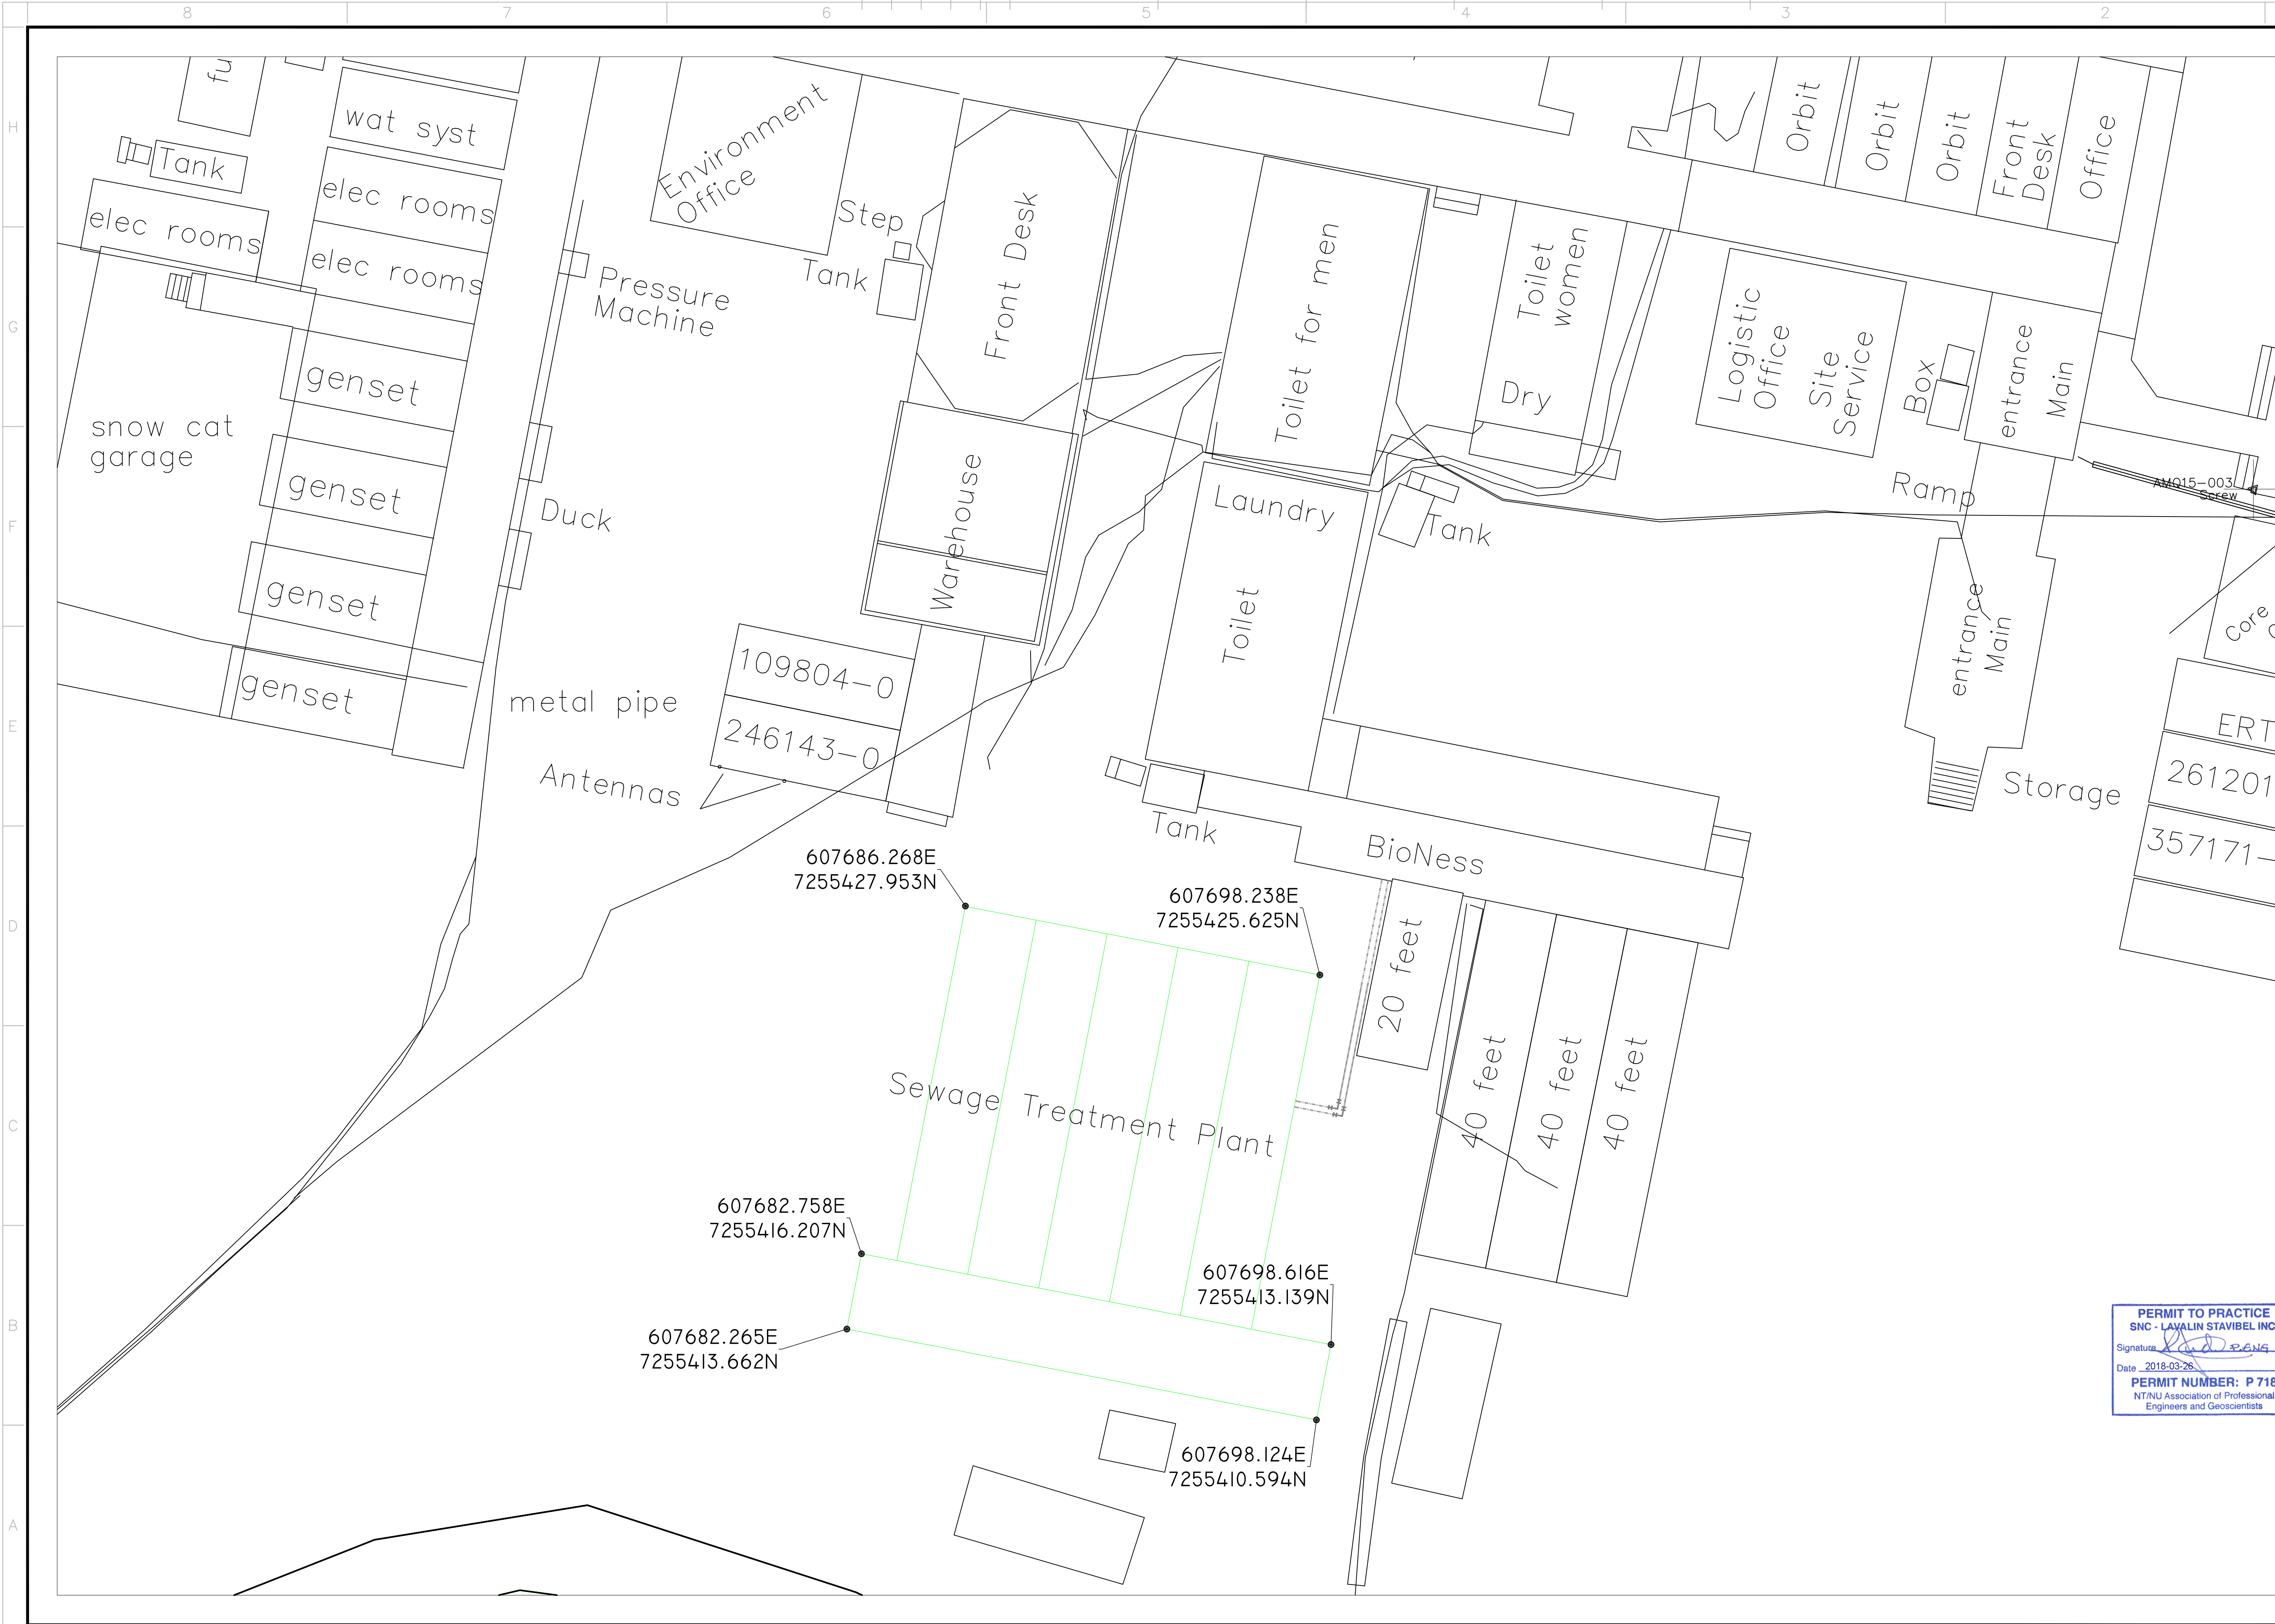 8 7 6 5 4 3 2
H
G
F
E
D
C
B
A
fu
wat syst
Tank
elec rooms
elec rooms
elec rooms
Environment
Office
Step
Tank
Pressure
Machine
Front Desk
Toilet for men
Toilet
women
Dry
Orbit
Orbit
Orbit
Front
Desk
Office
Logistic
Office
Site
Service
Box
entrance
Main
genset
snow cat
garage
genset
genset
genset
Duck
Warehouse
Laundry
Toilet
Tank
Ramp
AMQ15-003
Screw
entrance
Main
Core
109804-0
246143-0
metal pipe
Antennas
Storage
ERT
261201
357171-
Tank
BioNess
607686.268E
7255427.953N
607698.238E
7255425.625N
20 feet
40 feet
40 feet
40 feet
Sewage Treatment Plant
607682.758E
7255416.207N
607698.616E
7255413.139N
607682.265E
7255413.662N
607698.124E
7255410.594N
PERMIT TO PRACTICE
SNC - LAVALIN STAVIBEL INC
Signature P.ENG
Date 2018-03-26
PERMIT NUMBER: P 718
NT/NU Association of Professional
Engineers and Geoscientists